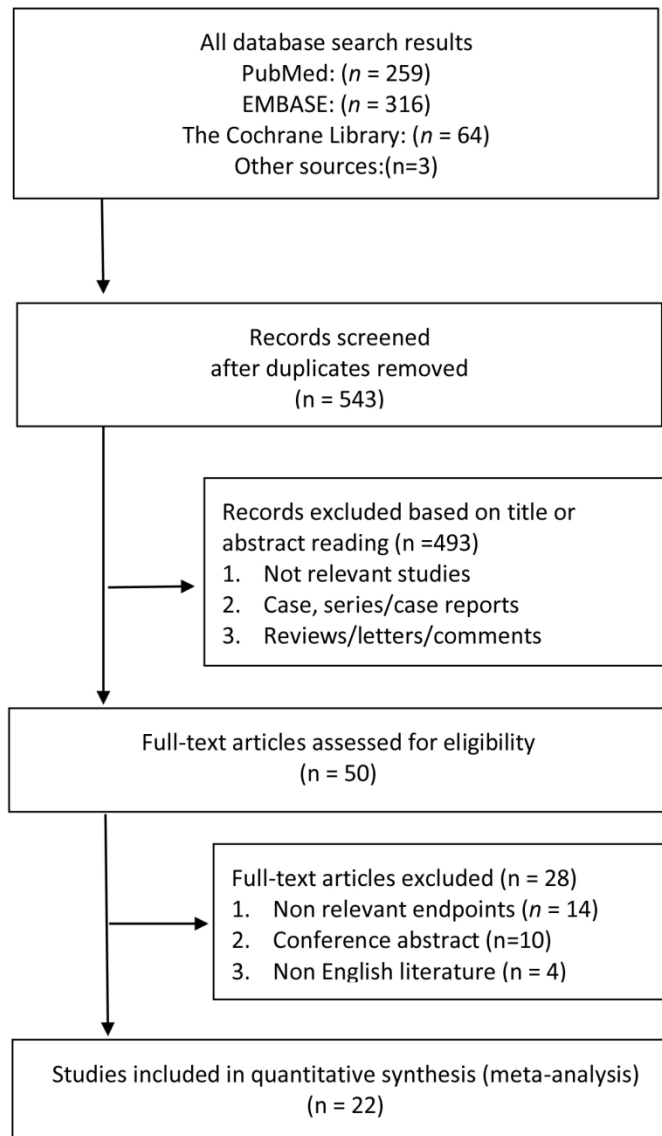 All database search results
PubMed: (n = 259)
EMBASE: (n = 316)
The Cochrane Library: (n = 64)
Other sources:(n=3)
Records screened
after duplicates removed
(n = 543)
Records excluded based on title or
abstract reading (n =493)
1. Not relevant studies
2. Case, series/case reports
3. Reviews/letters/comments
Full-text articles assessed for eligibility
(n = 50)
Full-text articles excluded (n = 28)
1. Non relevant endpoints (n = 14)
2. Conference abstract (n=10)
3. Non English literature (n = 4)
Studies included in quantitative synthesis (meta-analysis)
(n = 22)